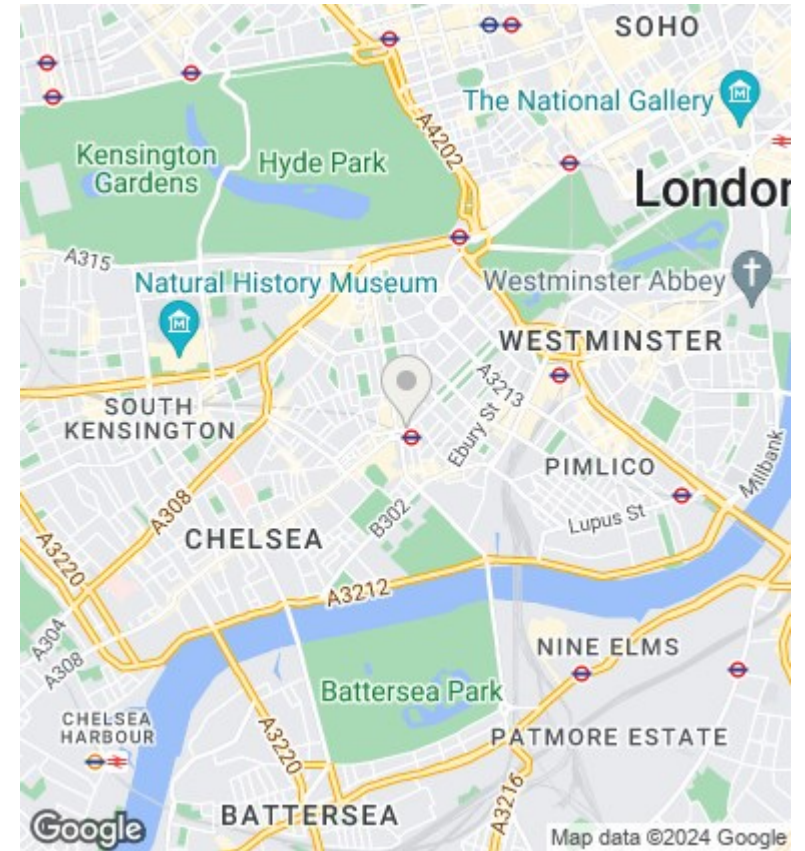 SOHO
The National Gallery
A4202
Kensington
Gardens
Hyde Park
London
A315
Natural History Museum
Westminster Abbey
WESTMINSTER
A3213
SOUTH
KENSINGTON
Ebury St
PIMLICO
Millbank
A308
B302
Lupus St
CHELSEA
A3220
A3212
A304
A308
NINE ELMS
Battersea Park
CHELSEA
HARBOUR
A3220
PATMORE ESTATE
A3216
BATTERSEA
Google
Map data ©2024 Google